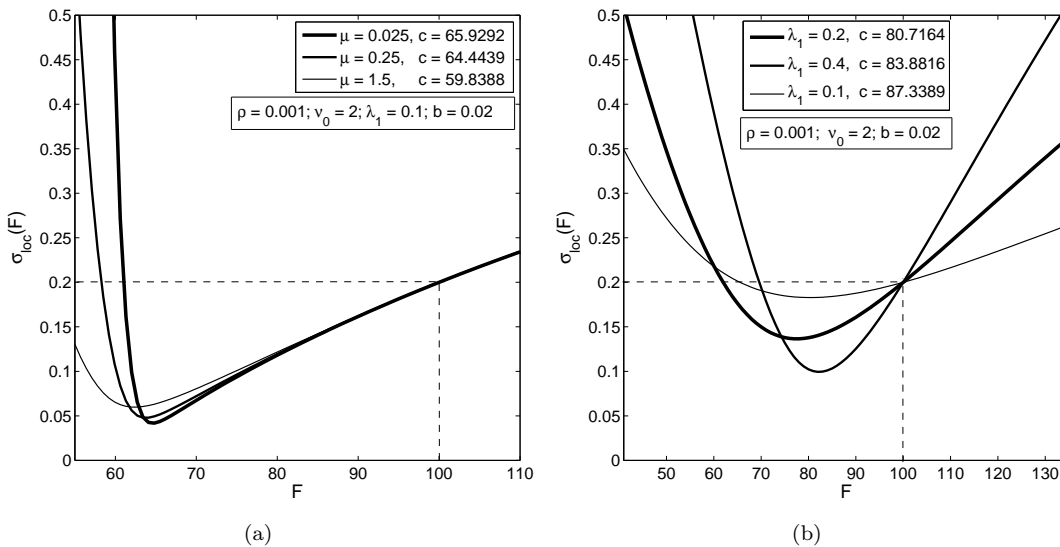 0.5
0.45
0.4
0.35
0.3
0.25
0.2
0.15
0.1
0.05
0
σloc(F)
μ = 0.025, c = 65.9292
μ = 0.25, c = 64.4439
μ = 1.5, c = 59.8388
ρ = 0.001; ν0 = 2; λ1 = 0.1; b = 0.02
60 70 80 90 100 110
F
(a)
0.5
0.45
0.4
0.35
0.3
0.25
0.2
0.15
0.1
0.05
0
σloc(F)
λ1 = 0.2, c = 80.7164
λ1 = 0.4, c = 83.8816
λ1 = 0.1, c = 87.3389
ρ = 0.001; ν0 = 2; b = 0.02
50 60 70 80 90 100 110 120 130
F
(b)